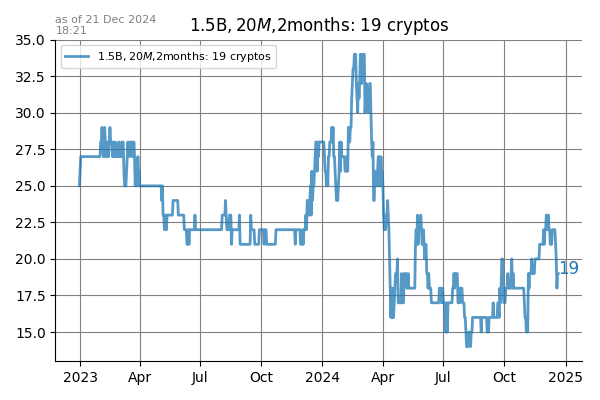 as of 21 Dec 2024
18:21
1.5B, 20M,2months: 19 cryptos
1.5B, 20M,2months: 19 cryptos
35.0
32.5
30.0
27.5
25.0
22.5
20.0
17.5
15.0
19
2023 Apr Jul Oct 2024 Apr Jul Oct 2025